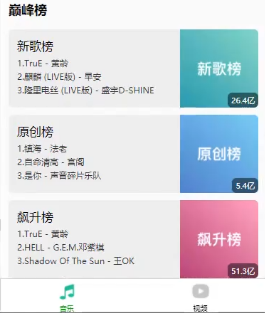 巅峰榜
新歌榜
1.TruE - 黄龄
2.麒麟 (LIVE版) - 早安
3.隆里电丝 (LIVE版) - 盛宇D-SHINE
新歌榜
26.4亿
原创榜
1.镇海 - 法老
2.自命清高 - 宫阁
3.是你 - 声音碎片乐队
原创榜
5.4亿
飙升榜
1.TruE - 黄龄
2.HELL - G.E.M.邓紫棋
3.Shadow Of The Sun - 王OK
飙升榜
51.3亿
音乐
视频